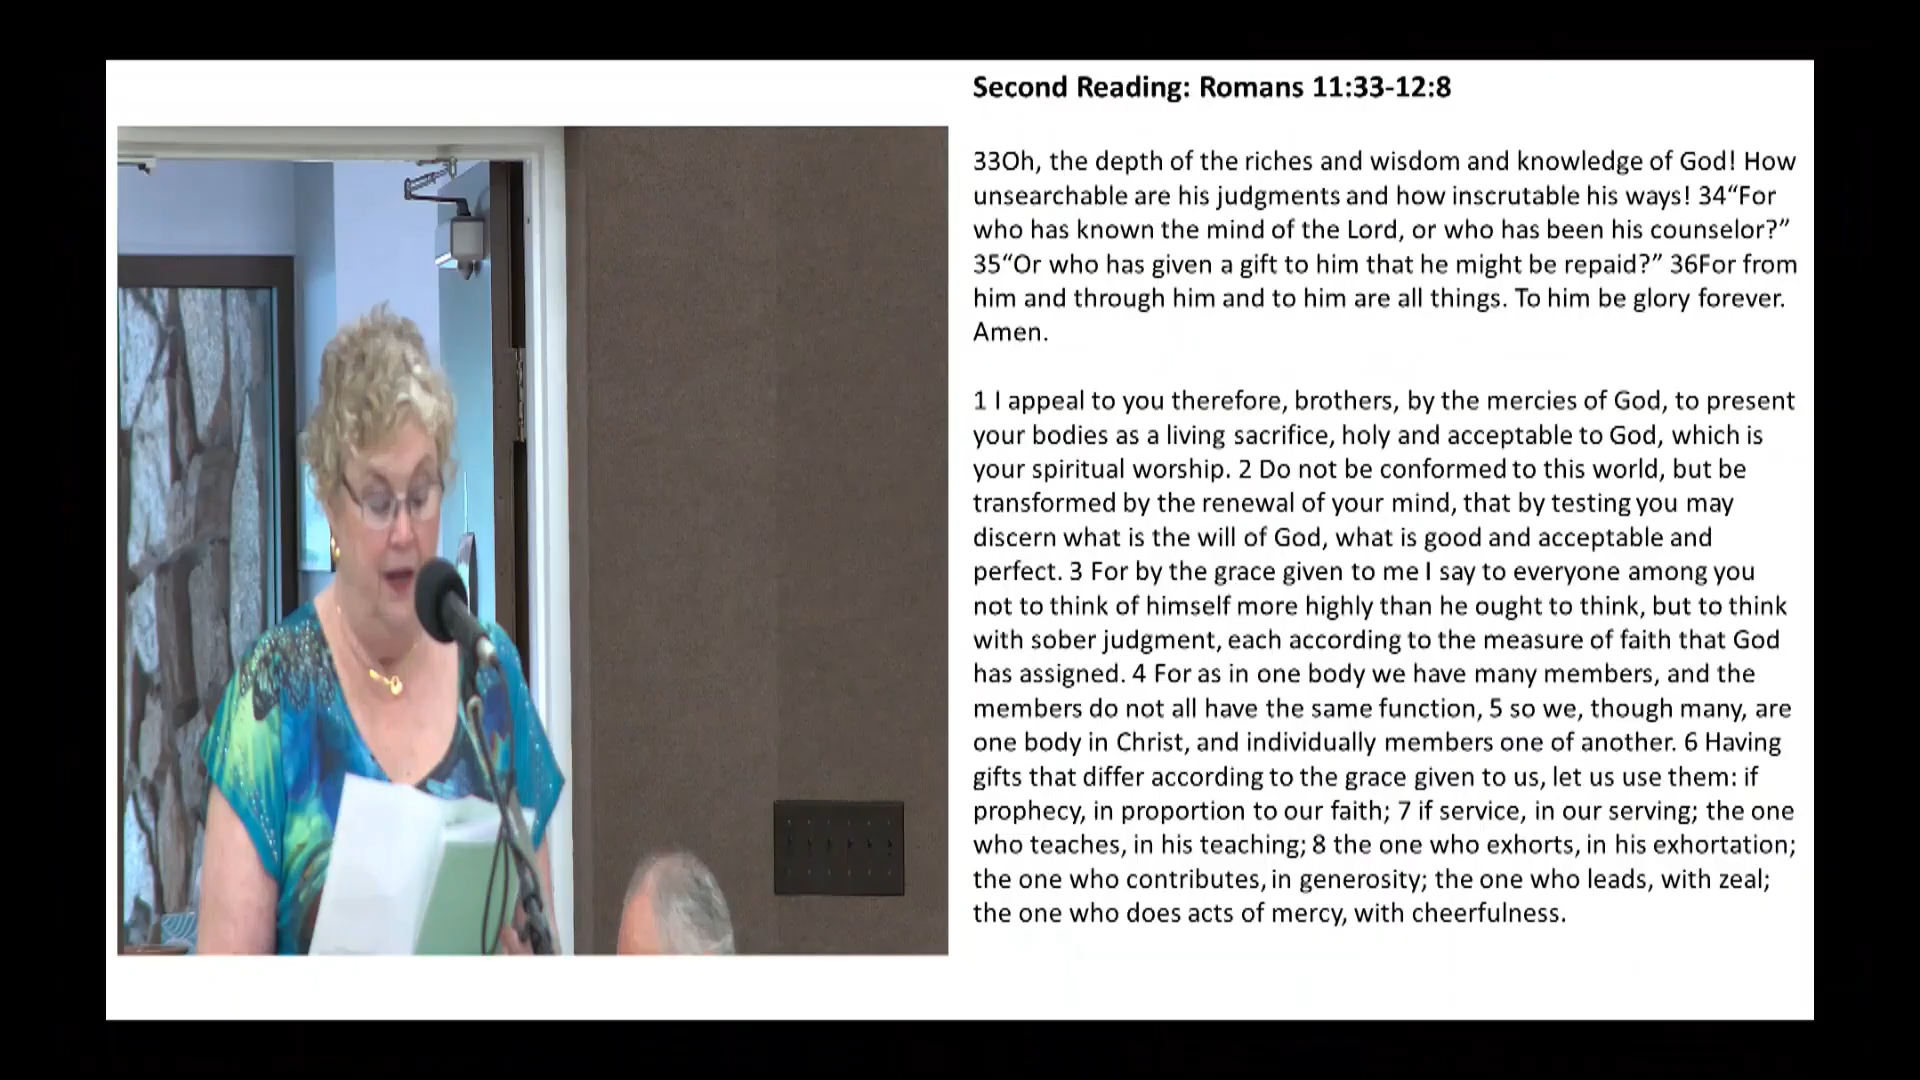 Second Reading: Romans 11:33-12:8
33Oh, the depth of the riches and wisdom and knowledge of God! How
unsearchable are his judgments and how inscrutable his ways! 34“For
who has known the mind of the Lord, or who has been his counselor?”
35“Or who has given a gift to him that he might be repaid?” 36For from
him and through him and to him are all things. To him be glory forever.
Amen.
1 I appeal to you therefore, brothers, by the mercies of God, to present
your bodies as a living sacrifice, holy and acceptable to God, which is
your spiritual worship. 2 Do not be conformed to this world, but be
transformed by the renewal of your mind, that by testing you may
discern what is the will of God, what is good and acceptable and
perfect. 3 For by the grace given to me I say to everyone among you
not to think of himself more highly than he ought to think, but to think
with sober judgment, each according to the measure of faith that God
has assigned. 4 For as in one body we have many members, and the
members do not all have the same function, 5 so we, though many, are
one body in Christ, and individually members one of another. 6 Having
gifts that differ according to the grace given to us, let us use them: if
prophecy, in proportion to our faith; 7 if service, in our serving; the one
who teaches, in his teaching; 8 the one who exhorts, in his exhortation;
the one who contributes, in generosity; the one who leads, with zeal;
the one who does acts of mercy, with cheerfulness.